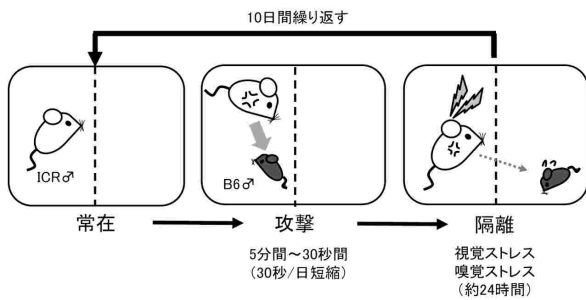 10日間繰り返す
ICR♂
B6♂
常在
攻撃
隔離
5分間～30秒間
(30秒/日短縮)
視覚ストレス
嗅覚ストレス
(約24時間)